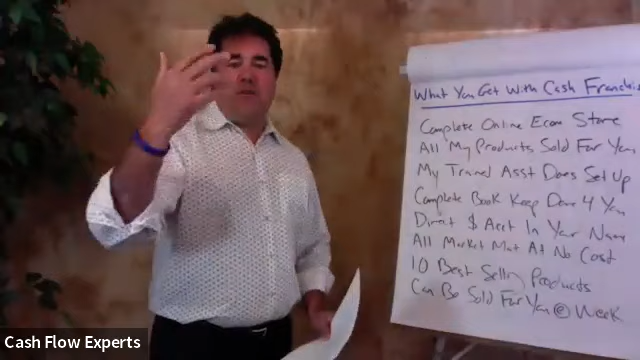 What You Get With Cash Franchis
Complete Online Ecom Store
All My Products Sold For You
My Trained Asst Does Set Up
Complete Book Keep Done 4 You
Direct $ Acct In Your Name
All Market Mat At No Cost
10 Best Selling Products
Can Be Sold For You @ Week
Cash Flow Experts